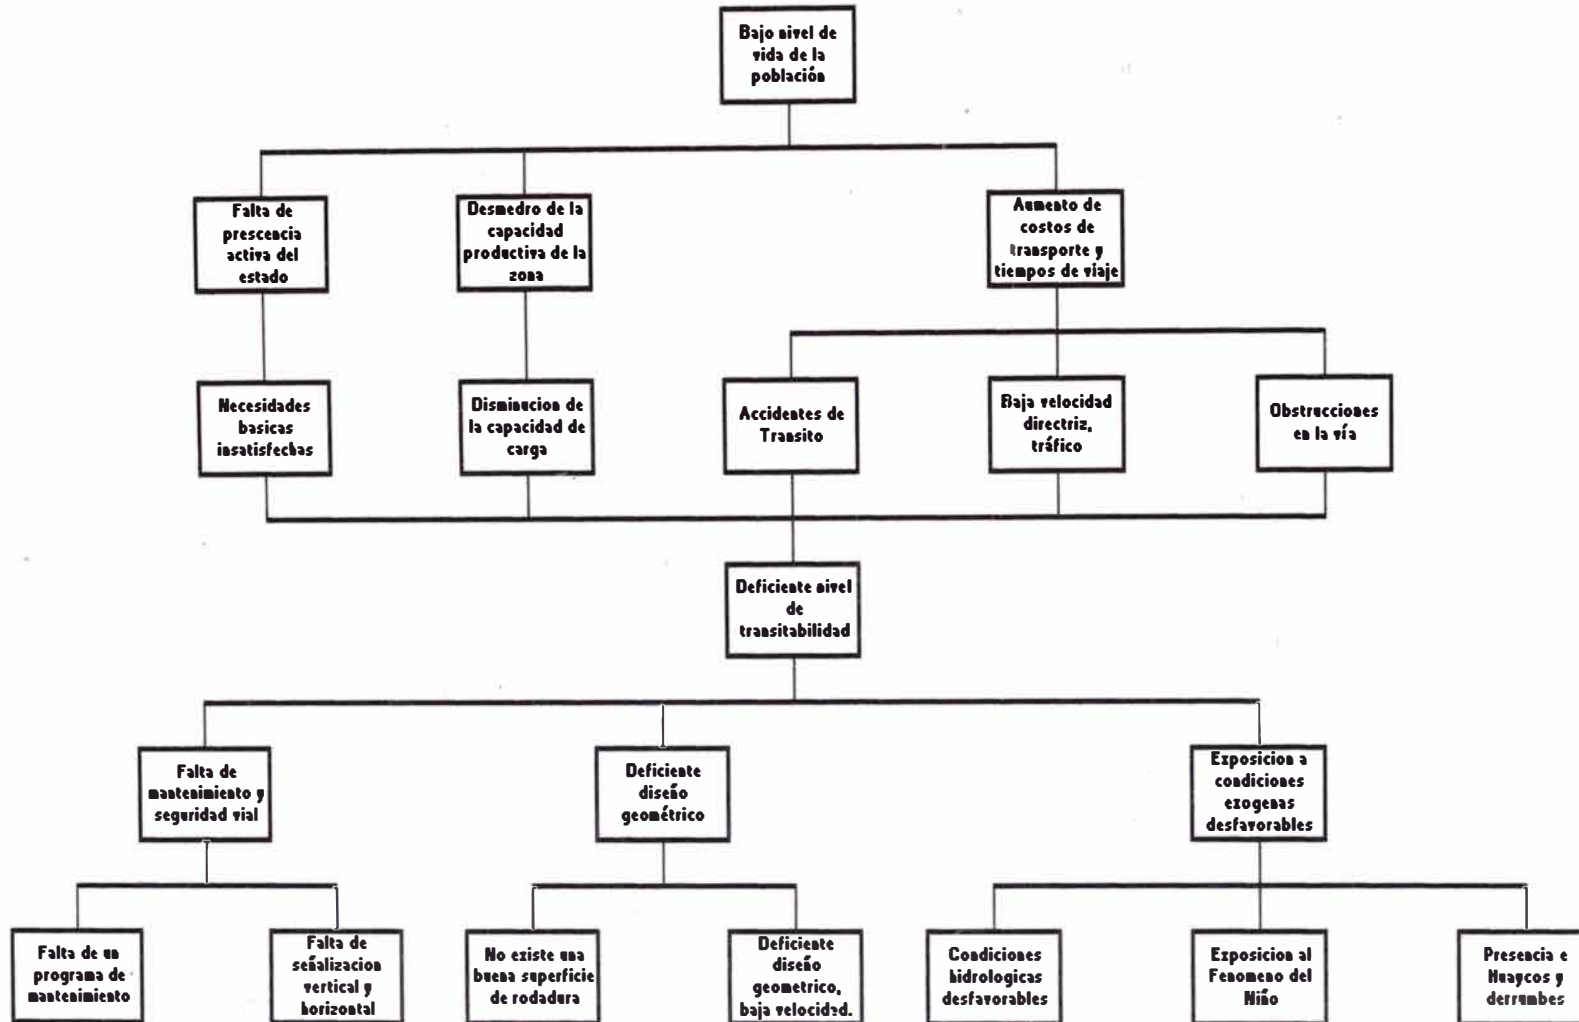 Bajo nivel de
vida de la
población
Falta de
prescencia
activa del
estado
Desmedro de la
capacidad
productiva de la
zona
Aumento de
costos de
transporte y
tiempos de viaje
Necesidades
basicas
insatisfechas
Disminucion de
la capacidad de
carga
Accidentes de
Transito
Baja velocidad
directriz,
tráfico
Obstrucciones
en la vía
Deficiente nivel
de
transitabilidad
Falta de
mantenimiento y
seguridad vial
Deficiente
diseño
geométrico
Exposicion a
condiciones
exogenas
desfavorables
Falta de un
programa de
mantenimiento
Falta de
señalizacion
vertical y
horizontal
No existe una
buena superficie
de rodadura
Deficiente
diseño
geometrico,
baja velocidad.
Condiciones
hidrologicas
desfavorables
Exposicion al
Fenomeno del
Niño
Presencia e
Huaycos y
derrumbes